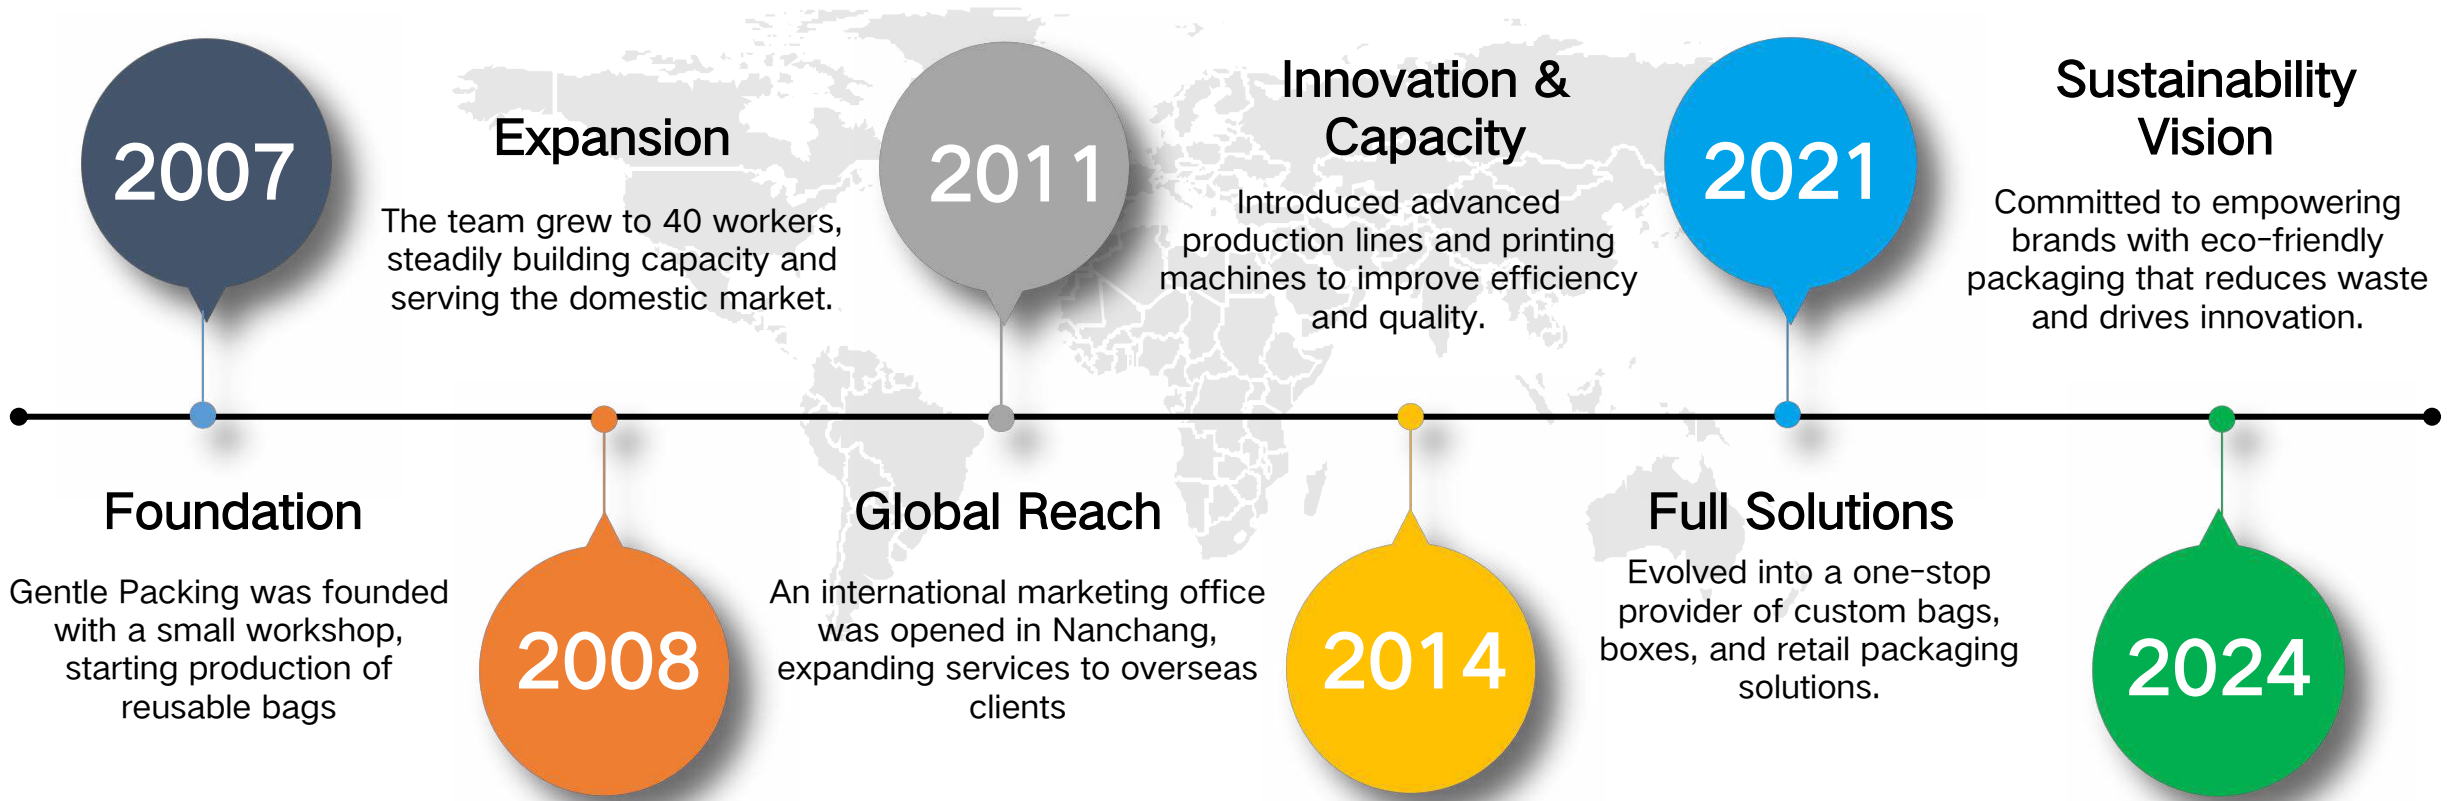 2007
Foundation
Gentle Packing was founded
with a small workshop,
starting production of
reusable bags
Expansion
The team grew to 40 workers,
steadily building capacity and
serving the domestic market.
2008
2011
Global Reach
An international marketing office
was opened in Nanchang,
expanding services to overseas
clients
Innovation &
Capacity
Introduced advanced
production lines and printing
machines to improve efficiency
and quality.
2014
2021
Full Solutions
Evolved into a one-stop
provider of custom bags,
boxes, and retail packaging
solutions.
Sustainability
Vision
Committed to empowering
brands with eco-friendly
packaging that reduces waste
and drives innovation.
2024